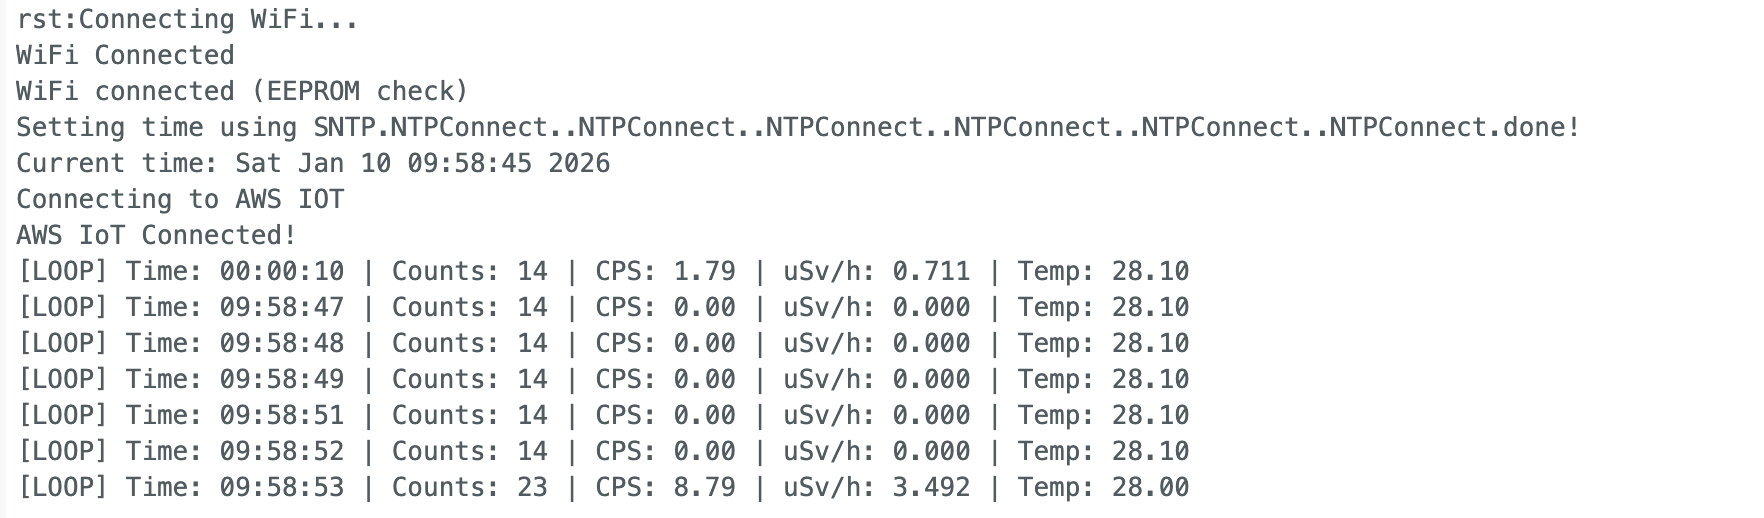 rst:Connecting WiFi...
WiFi Connected
WiFi connected (EEPROM check)
Setting time using SNTP.NTPConnect..NTPConnect..NTPConnect..NTPConnect..NTPConnect..NTPConnect.done!
Current time: Sat Jan 10 09:58:45 2026
Connecting to AWS IOT
AWS IoT Connected!
[LOOP] Time: 00:00:10 | Counts: 14 | CPS: 1.79 | uSv/h: 0.711 | Temp: 28.10
[LOOP] Time: 09:58:47 | Counts: 14 | CPS: 0.00 | uSv/h: 0.000 | Temp: 28.10
[LOOP] Time: 09:58:48 | Counts: 14 | CPS: 0.00 | uSv/h: 0.000 | Temp: 28.10
[LOOP] Time: 09:58:49 | Counts: 14 | CPS: 0.00 | uSv/h: 0.000 | Temp: 28.10
[LOOP] Time: 09:58:51 | Counts: 14 | CPS: 0.00 | uSv/h: 0.000 | Temp: 28.10
[LOOP] Time: 09:58:52 | Counts: 14 | CPS: 0.00 | uSv/h: 0.000 | Temp: 28.10
[LOOP] Time: 09:58:53 | Counts: 23 | CPS: 8.79 | uSv/h: 3.492 | Temp: 28.00